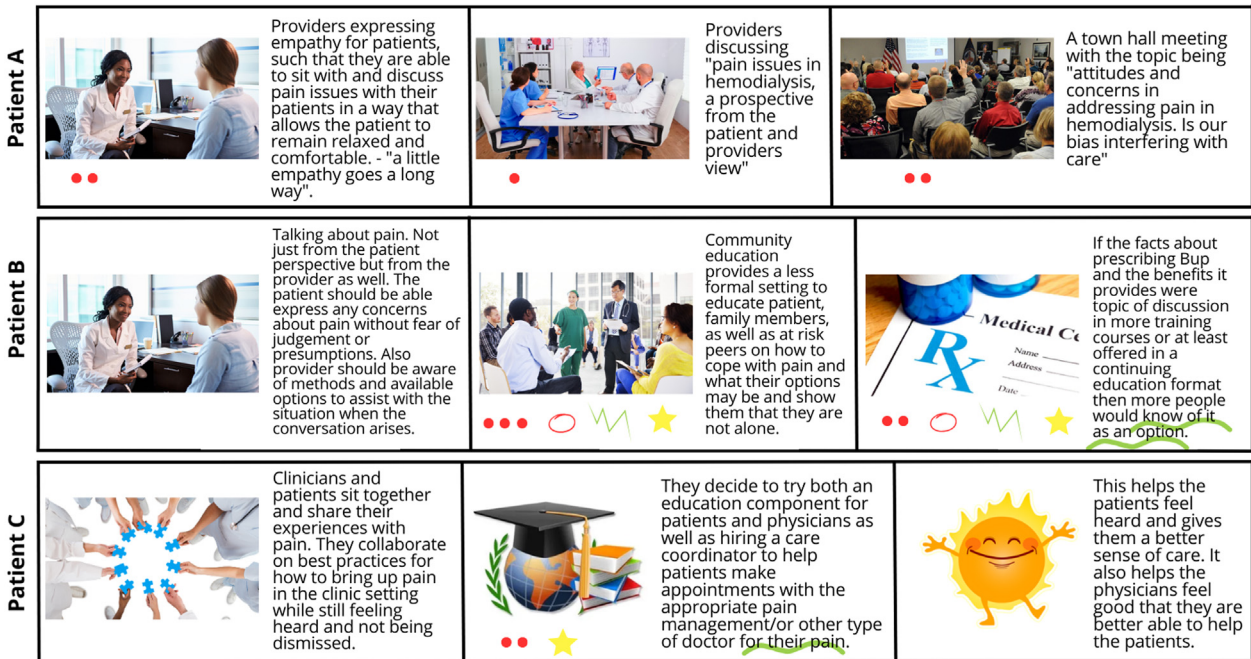 Patient A
Providers expressing
empathy for patients,
such that they are able
to sit with and discuss
pain issues with their
patients in a way that
allows the patient to
remain relaxed and
comfortable. - "a little
empathy goes a long
way".
Providers
discussing
"pain issues in
hemodialysis,
a prospective
from the
patient and
providers
view"
A town hall meeting
with the topic being
"attitudes and
concerns in
addressing pain in
hemodialysis. Is our
bias interfering with
care"
Patient B
Talking about pain. Not
just from the patient
perspective but from the
provider as well. The
patient should be able
express any concerns
about pain without fear of
judgement or
presumptions. Also
provider should be aware
of methods and available
options to assist with the
situation when the
conversation arises.
Community
education
provides a less
formal setting to
educate patient,
family members,
as well as at risk
peers on how to
cope with pain and
what their options
may be and show
them that they are
not alone.
Medical
Rx
Name
Address
Date
If the facts about
prescribing Bup
and the benefits it
provides were
topic of discussion
in more training
courses or at least
offered in a
continuing
education format
then more people
would know of it
as an option.
Patient C
Clinicians and
patients sit together
and share their
experiences with
pain. They collaborate
on best practices for
how to bring up pain
in the clinic setting
while still feeling
heard and not being
dismissed.
They decide to try both an
education component for
patients and physicians as
well as hiring a care
coordinator to help
patients make
appointments with the
appropriate pain
management/or other type
of doctor for their pain.
This helps the
patients feel
heard and gives
them a better
sense of care. It
also helps the
physicians feel
good that they are
better able to help
the patients.